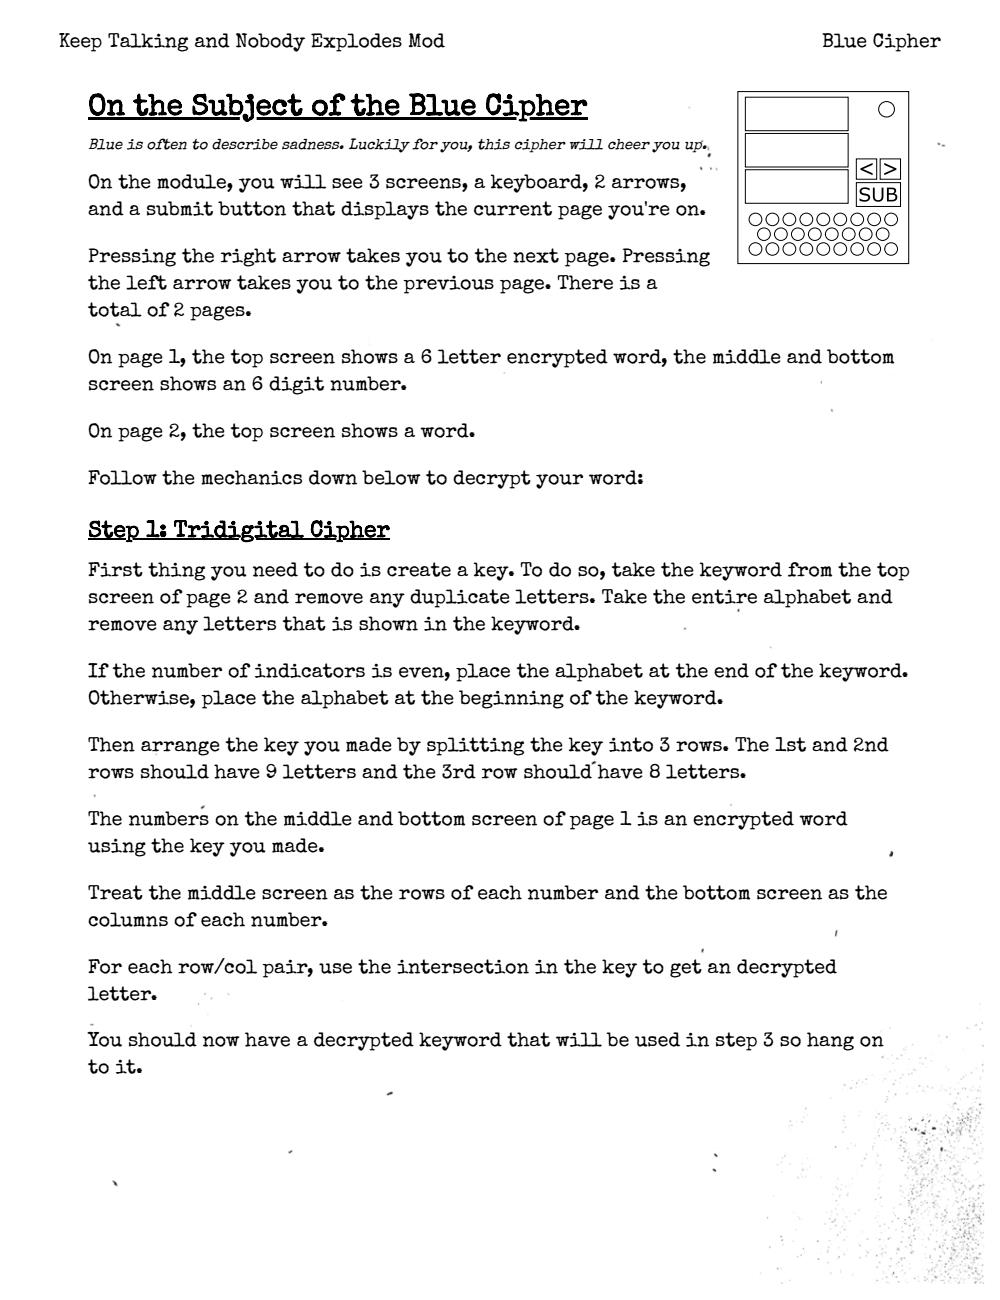 Keep Talking and Nobody Explodes Mod
Blue Cipher
On the Subject of the Blue Cipher
Blue is often to describe sadness. Luckily for you, this cipher will cheer you up.
On the module, you will see 3 screens, a keyboard, 2 arrows,
and a submit button that displays the current page you're on.
< >
SUB
Pressing the right arrow takes you to the next page. Pressing
the left arrow takes you to the previous page. There is a
total of 2 pages.
On page 1, the top screen shows a 6 letter encrypted word, the middle and bottom
screen shows an 6 digit number.
On page 2, the top screen shows a word.
Follow the mechanics down below to decrypt your word:
Step 1: Tridigital Cipher
First thing you need to do is create a key. To do so, take the keyword from the top
screen of page 2 and remove any duplicate letters. Take the entire alphabet and
remove any letters that is shown in the keyword.
If the number of indicators is even, place the alphabet at the end of the keyword.
Otherwise, place the alphabet at the beginning of the keyword.
Then arrange the key you made by splitting the key into 3 rows. The 1st and 2nd
rows should have 9 letters and the 3rd row should have 8 letters.
The numbers on the middle and bottom screen of page 1 is an encrypted word
using the key you made.
Treat the middle screen as the rows of each number and the bottom screen as the
columns of each number.
For each row/col pair, use the intersection in the key to get an decrypted
letter.
You should now have a decrypted keyword that will be used in step 3 so hang on
to it.